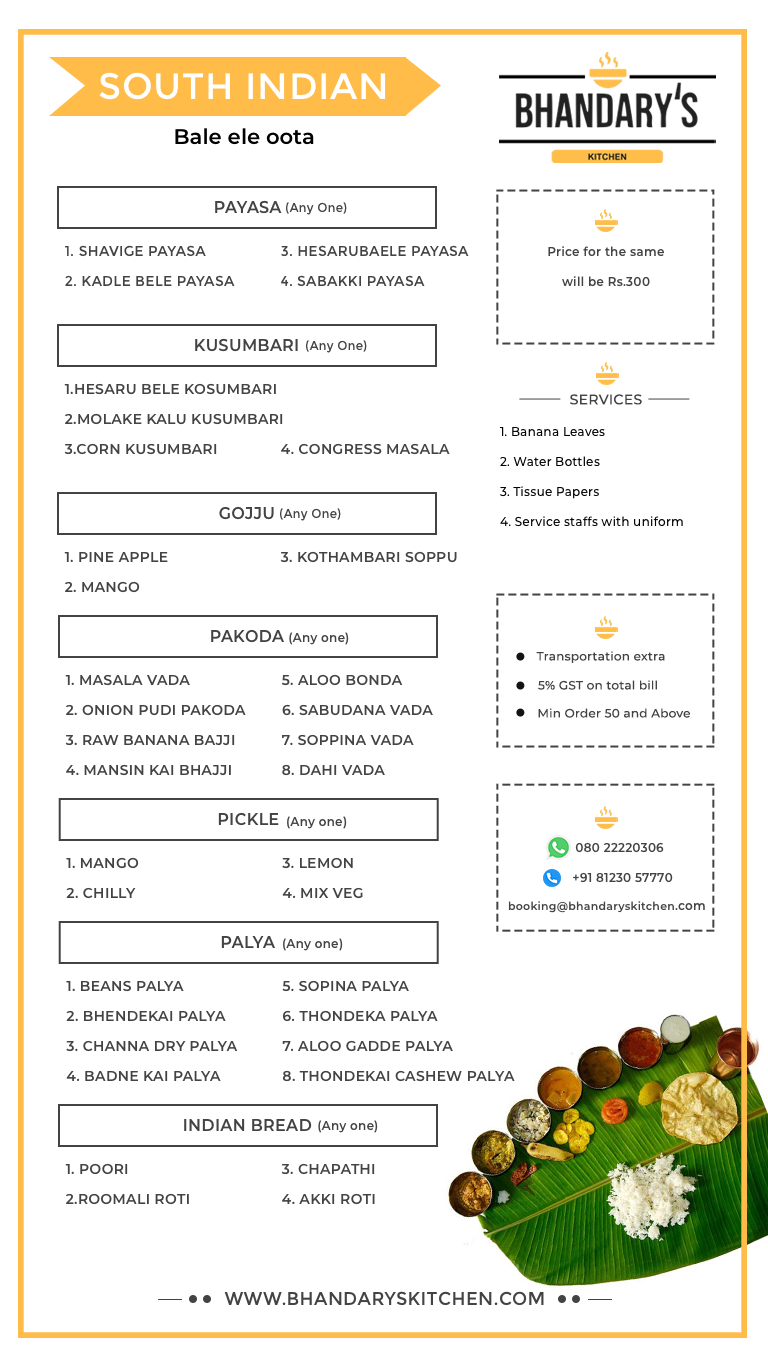 SOUTH INDIAN
Bale ele oota
BHANDARY'S
KITCHEN
PAYASA (Any One)
1. SHAVIGE PAYASA
2. KADLE BELE PAYASA
3. HESARUBAELE PAYASA
4. SABAKKI PAYASA
KUSUMBARI (Any One)
1.HESARU BELE KOSUMBARI
2.MOLAKE KALU KUSUMBARI
3.CORN KUSUMBARI
4. CONGRESS MASALA
GOJJU (Any One)
1. PINE APPLE
2. MANGO
3. KOTHAMBARI SOPPU
PAKODA (Any one)
1. MASALA VADA
2. ONION PUDI PAKODA
3. RAW BANANA BAJJI
4. MANSIN KAI BHAJJI
5. ALOO BONDA
6. SABUDANA VADA
7. SOPPINA VADA
8. DAHI VADA
PICKLE (Any one)
1. MANGO
2. CHILLY
3. LEMON
4. MIX VEG
PALYA (Any one)
1. BEANS PALYA
2. BHENDEKAI PALYA
3. CHANNA DRY PALYA
4. BADNE KAI PALYA
5. SOPINA PALYA
6. THONDEKA PALYA
7. ALOO GADDE PALYA
8. THONDEKAI CASHEW PALYA
INDIAN BREAD (Any one)
1. POORI
2.ROOMALI ROTI
3. CHAPATHI
4. AKKI ROTI
Price for the same
will be Rs.300
SERVICES
1. Banana Leaves
2. Water Bottles
3. Tissue Papers
4. Service staffs with uniform
● Transportation extra
● 5% GST on total bill
● Min Order 50 and Above
080 22220306
+91 81230 57770
booking@bhandaryskitchen.com
WWW.BHANDARYSKITCHEN.COM